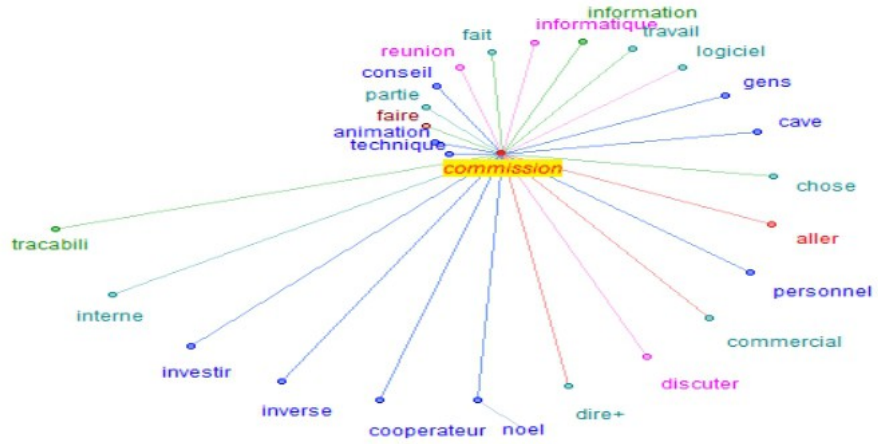 information
informatique
travail
fait
reunion
logiciel
conseil
gens
partie
faire
cave
animation
technique
commission
chose
aller
tracabili
personnel
interne
commercial
investir
discuter
inverse
dire+
cooperateur
noel